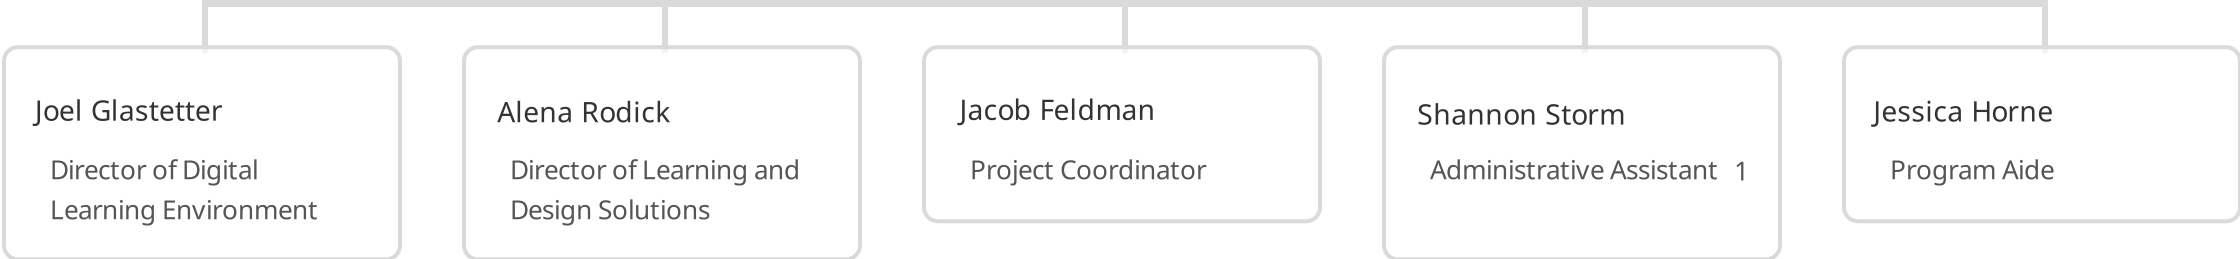 Joel Glastetter
Director of Digital
Learning Environment
Alena Rodick
Director of Learning and
Design Solutions
Jacob Feldman
Project Coordinator
Shannon Storm
Administrative Assistant 1
Jessica Horne
Program Aide